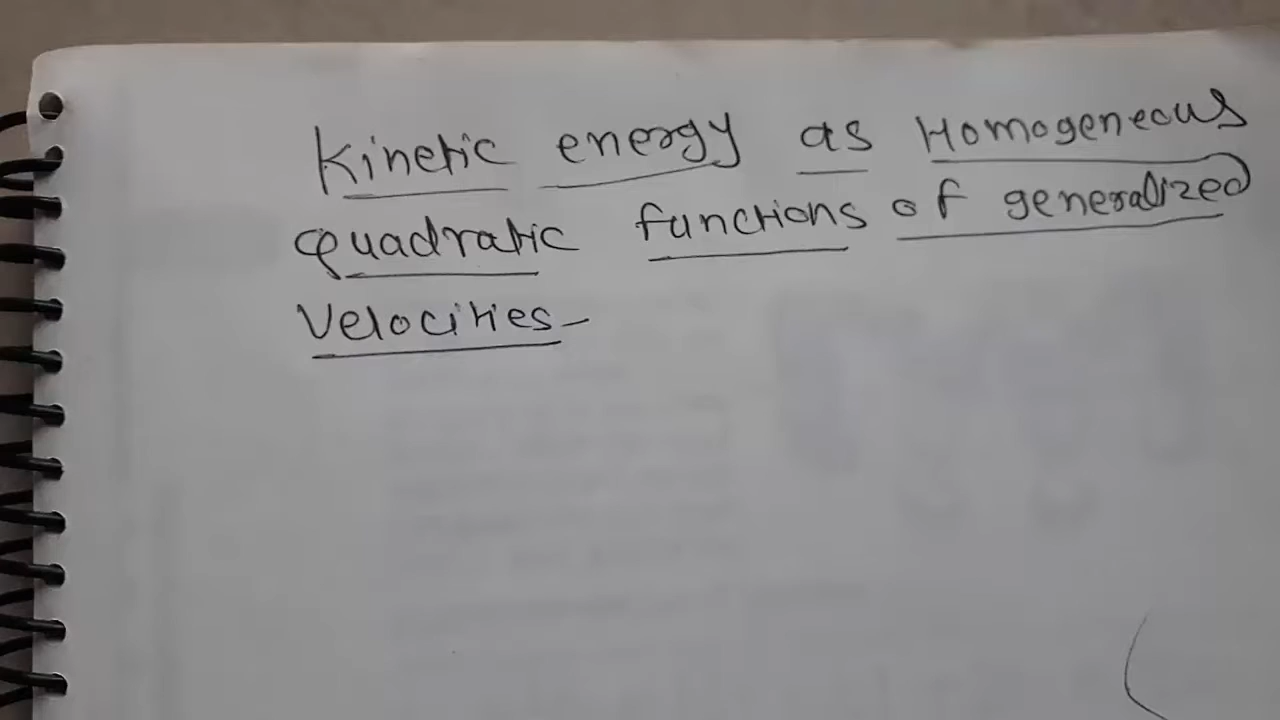 Kinetic energy as Homogeneous
quadratic functions of generalized
Velocities-